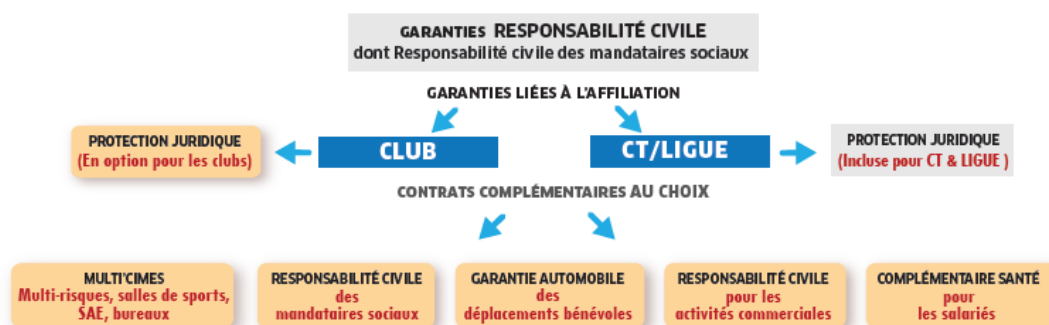 GARANTIES RESPONSABILITÉ CIVILE
dont Responsabilité civile des mandataires sociaux
GARANTIES LIÉES À L'AFFILIATION
PROTECTION JURIDIQUE
(En option pour les clubs)
CLUB
CT/LIGUE
PROTECTION JURIDIQUE
(Incluse pour CT & LIGUE )
CONTRATS COMPLÉMENTAIRES AU CHOIX
MULTI'CIMES
Multi-risques, salles de sports,
SAE, bureaux
RESPONSABILITÉ CIVILE
des
mandataires sociaux
GARANTIE AUTOMOBILE
des
déplacements bénévoles
RESPONSABILITÉ CIVILE
pour les
activités commerciales
COMPLÉMENTAIRE SANTÉ
pour
les salariés